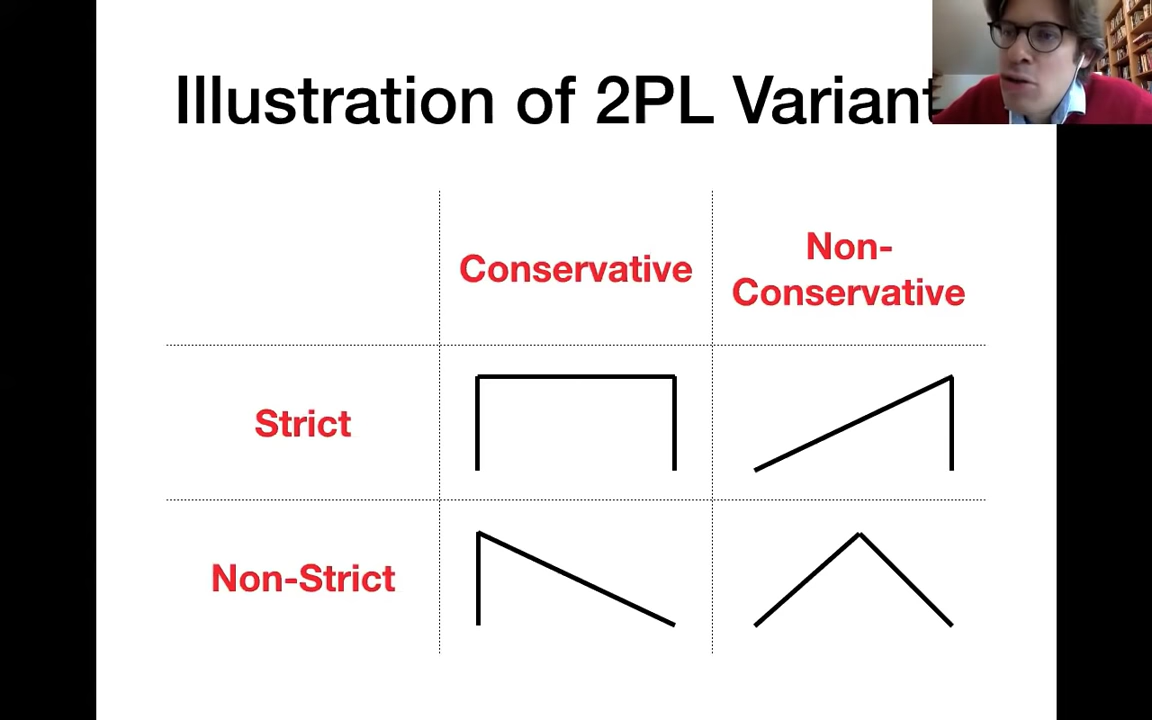 Illustration of 2PL Variant
Conservative
Non-
Conservative
Strict
Non-Strict